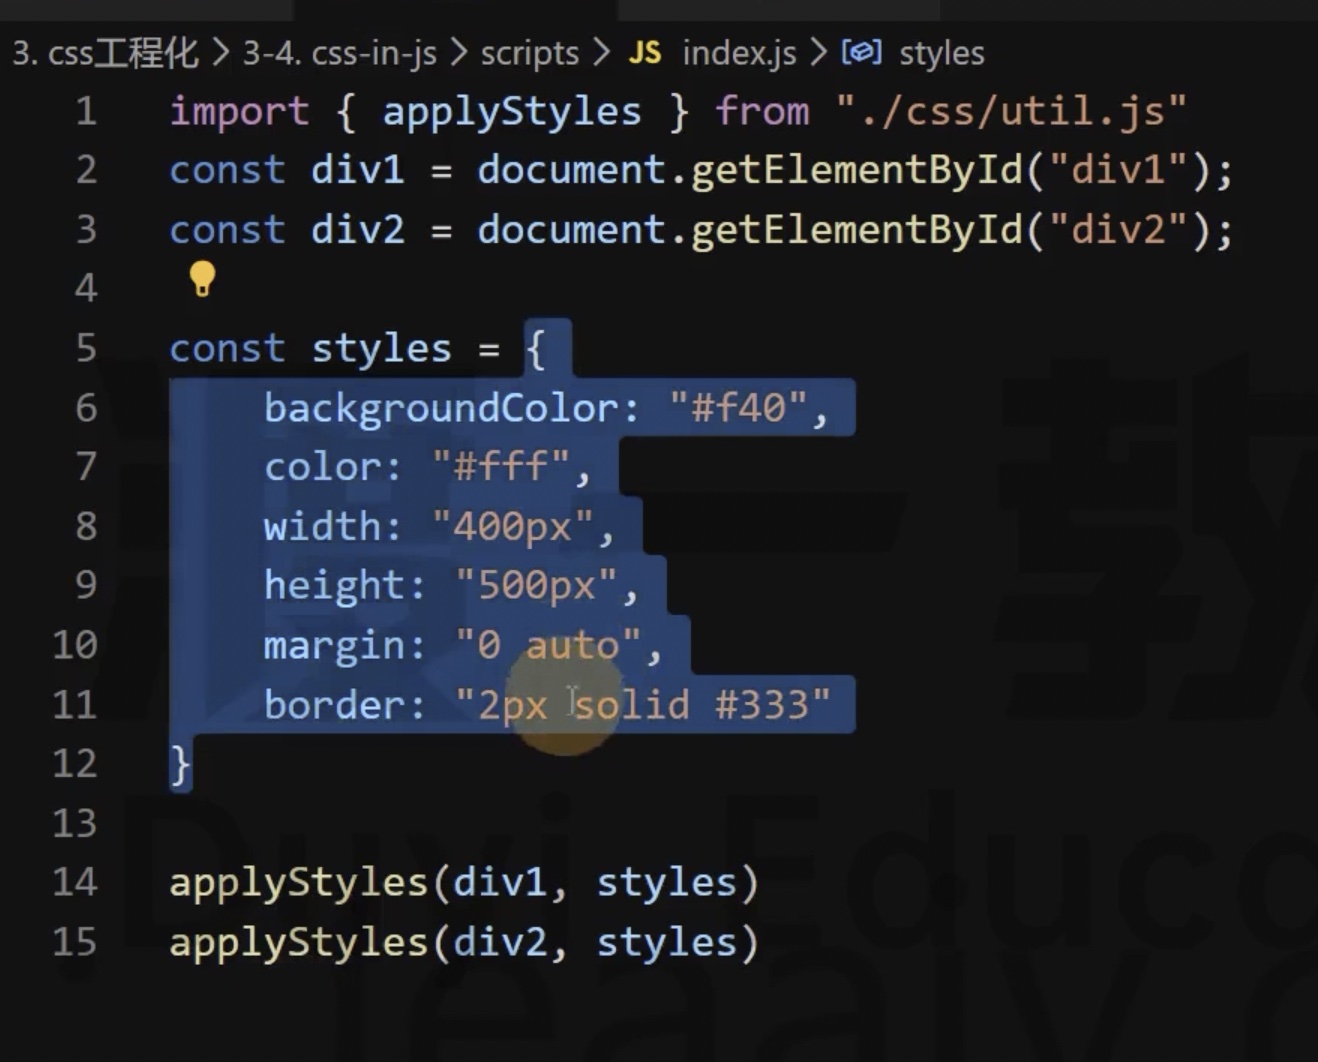 3. css工程化 > 3-4. css-in-js > scripts > JS index.js > styles
1 import { applyStyles } from "./css/util.js"
2 const div1 = document.getElementById("div1");
3 const div2 = document.getElementById("div2");
4
5 const styles = {
6 backgroundColor: "#f40",
7 color: "#fff",
8 width: "400px",
9 height: "500px",
10 margin: "0 auto",
11 border: "2px solid #333"
12 }
13
14 applyStyles(div1, styles)
15 applyStyles(div2, styles)